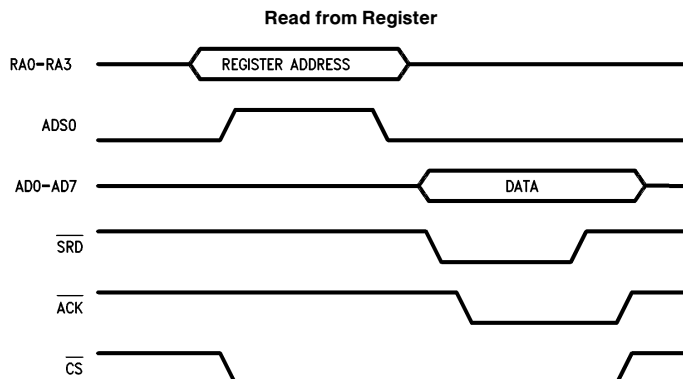 Read from Register
RA0–RA3
REGISTER ADDRESS
ADS0
AD0–AD7
DATA
SRD
ACK
CS